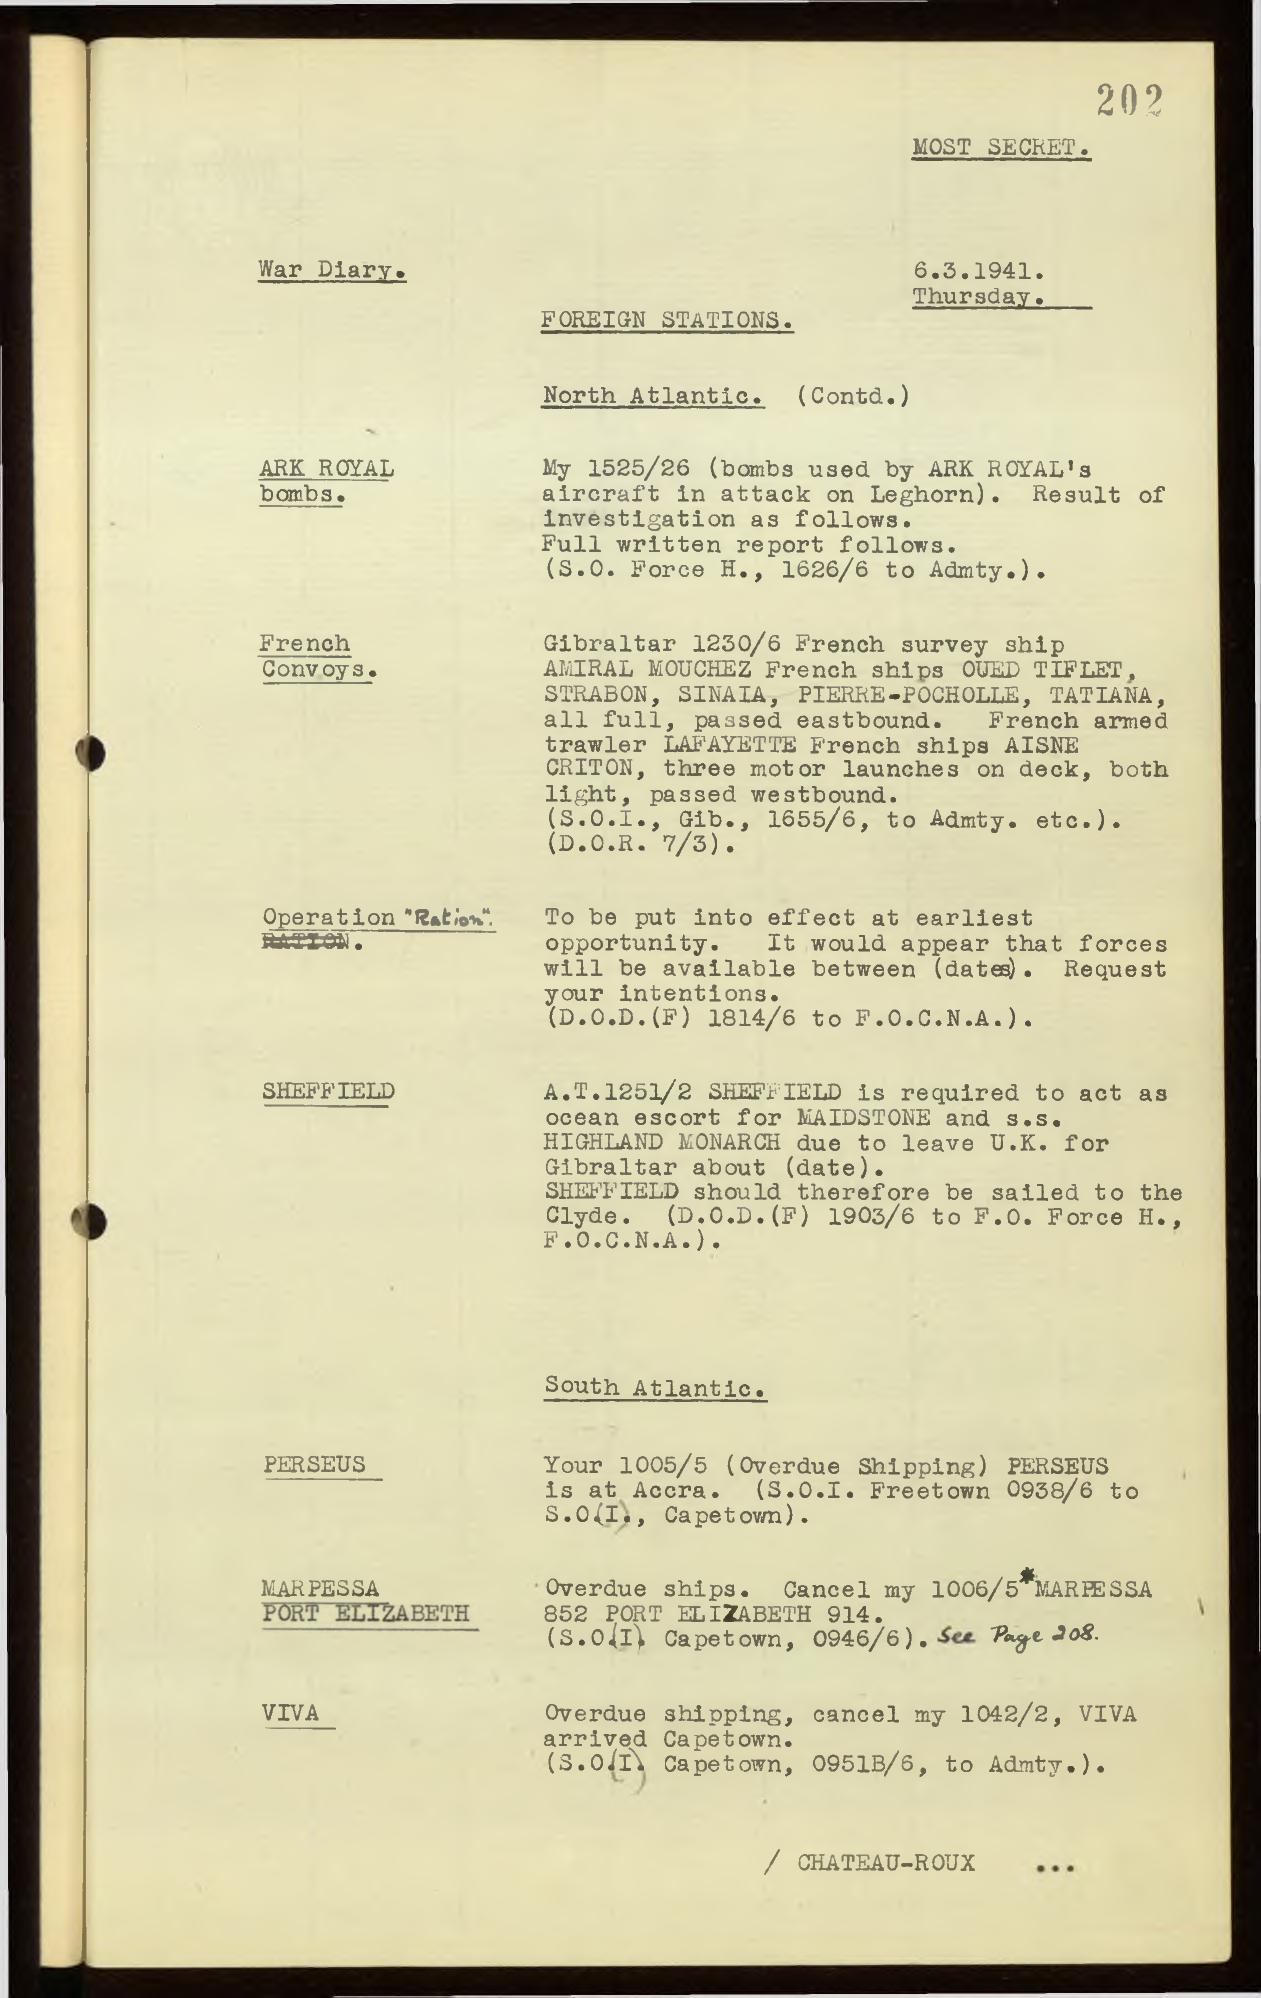 202
MOST SECRET.
War Diary.
6.3.1941.
Thursday.
FOREIGN STATIONS.
North Atlantic. (Contd.)
ARK ROYAL
bombs.
My 1525/26 (bombs used by ARK ROYAL's
aircraft in attack on Leghorn). Result of
investigation as follows.
Full written report follows.
(S.O. Force H., 1626/6 to Admty.).
French
Convoys.
Gibraltar 1230/6 French survey ship
AMIRAL MOUCHEZ French ships OUED TIFLET,
STRABON, SINAIA, PIERRE-POCHOLLE, TATIANA,
all full, passed eastbound. French armed
trawler LAFAYETTE French ships AISNE
CRITON, three motor launches on deck, both
light, passed westbound.
(S.O.I., Gib., 1655/6, to Admty. etc.).
(D.O.R. 7/3).
Operation "Ration".
RATION.
To be put into effect at earliest
opportunity. It would appear that forces
will be available between (dates). Request
your intentions.
(D.O.D.(F) 1814/6 to F.O.C.N.A.).
SHEFFIELD
A.T.1251/2 SHEFFIELD is required to act as
ocean escort for MAIDSTONE and s.s.
HIGHLAND MONARCH due to leave U.K. for
Gibraltar about (date).
SHEFFIELD should therefore be sailed to the
Clyde. (D.O.D.(F) 1903/6 to F.O. Force H.,
F.O.C.N.A.).
South Atlantic.
PERSEUS
Your 1005/5 (Overdue Shipping) PERSEUS
is at Accra. (S.O.I. Freetown 0938/6 to
S.O.(I)., Capetown).
MARPESSA
PORT ELIZABETH
Overdue ships. Cancel my 1006/5* MARPESSA
852 PORT ELIZABETH 914.
(S.O.(I). Capetown, 0946/6). See Page 208.
VIVA
Overdue shipping, cancel my 1042/2, VIVA
arrived Capetown.
(S.O.(I). Capetown, 0951B/6, to Admty.).
/ CHATEAU-ROUX ...